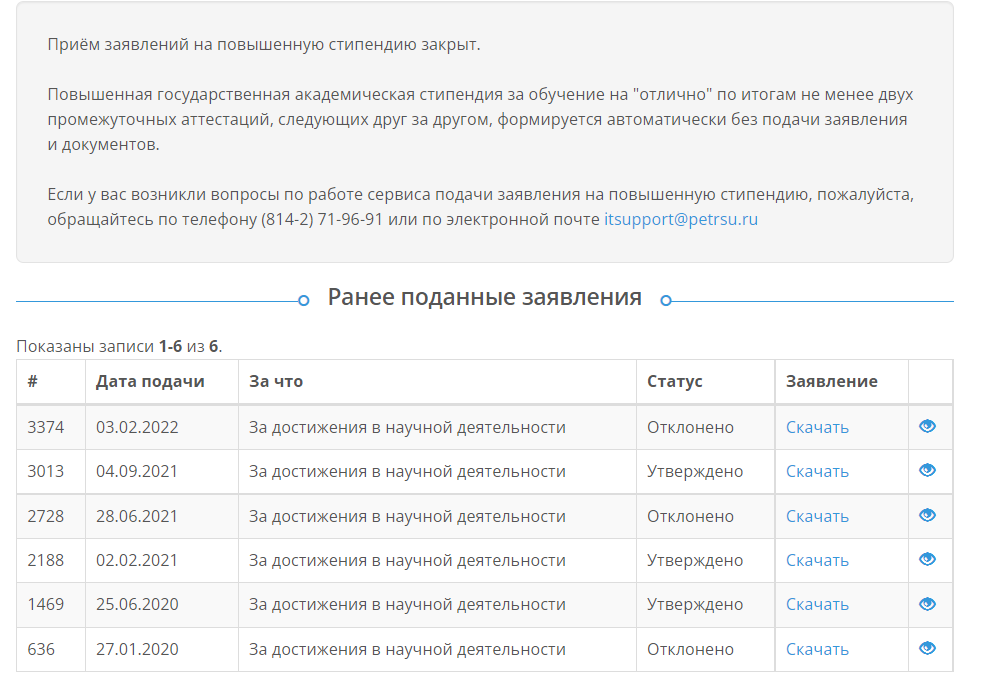 Приём заявлений на повышенную стипендию закрыт.
Повышенная государственная академическая стипендия за обучение на "отлично" по итогам не менее двух
промежуточных аттестаций, следующих друг за другом, формируется автоматически без подачи заявления
и документов.
Если у вас возникли вопросы по работе сервиса подачи заявления на повышенную стипендию, пожалуйста,
обращайтесь по телефону (814-2) 71-96-91 или по электронной почте itsupport@petrsu.ru
Ранее поданные заявления
Показаны записи 1-6 из 6.
# Дата подачи За что Статус Заявление
3374 03.02.2022 За достижения в научной деятельности Отклонено Скачать
3013 04.09.2021 За достижения в научной деятельности Утверждено Скачать
2728 28.06.2021 За достижения в научной деятельности Отклонено Скачать
2188 02.02.2021 За достижения в научной деятельности Утверждено Скачать
1469 25.06.2020 За достижения в научной деятельности Утверждено Скачать
636 27.01.2020 За достижения в научной деятельности Отклонено Скачать